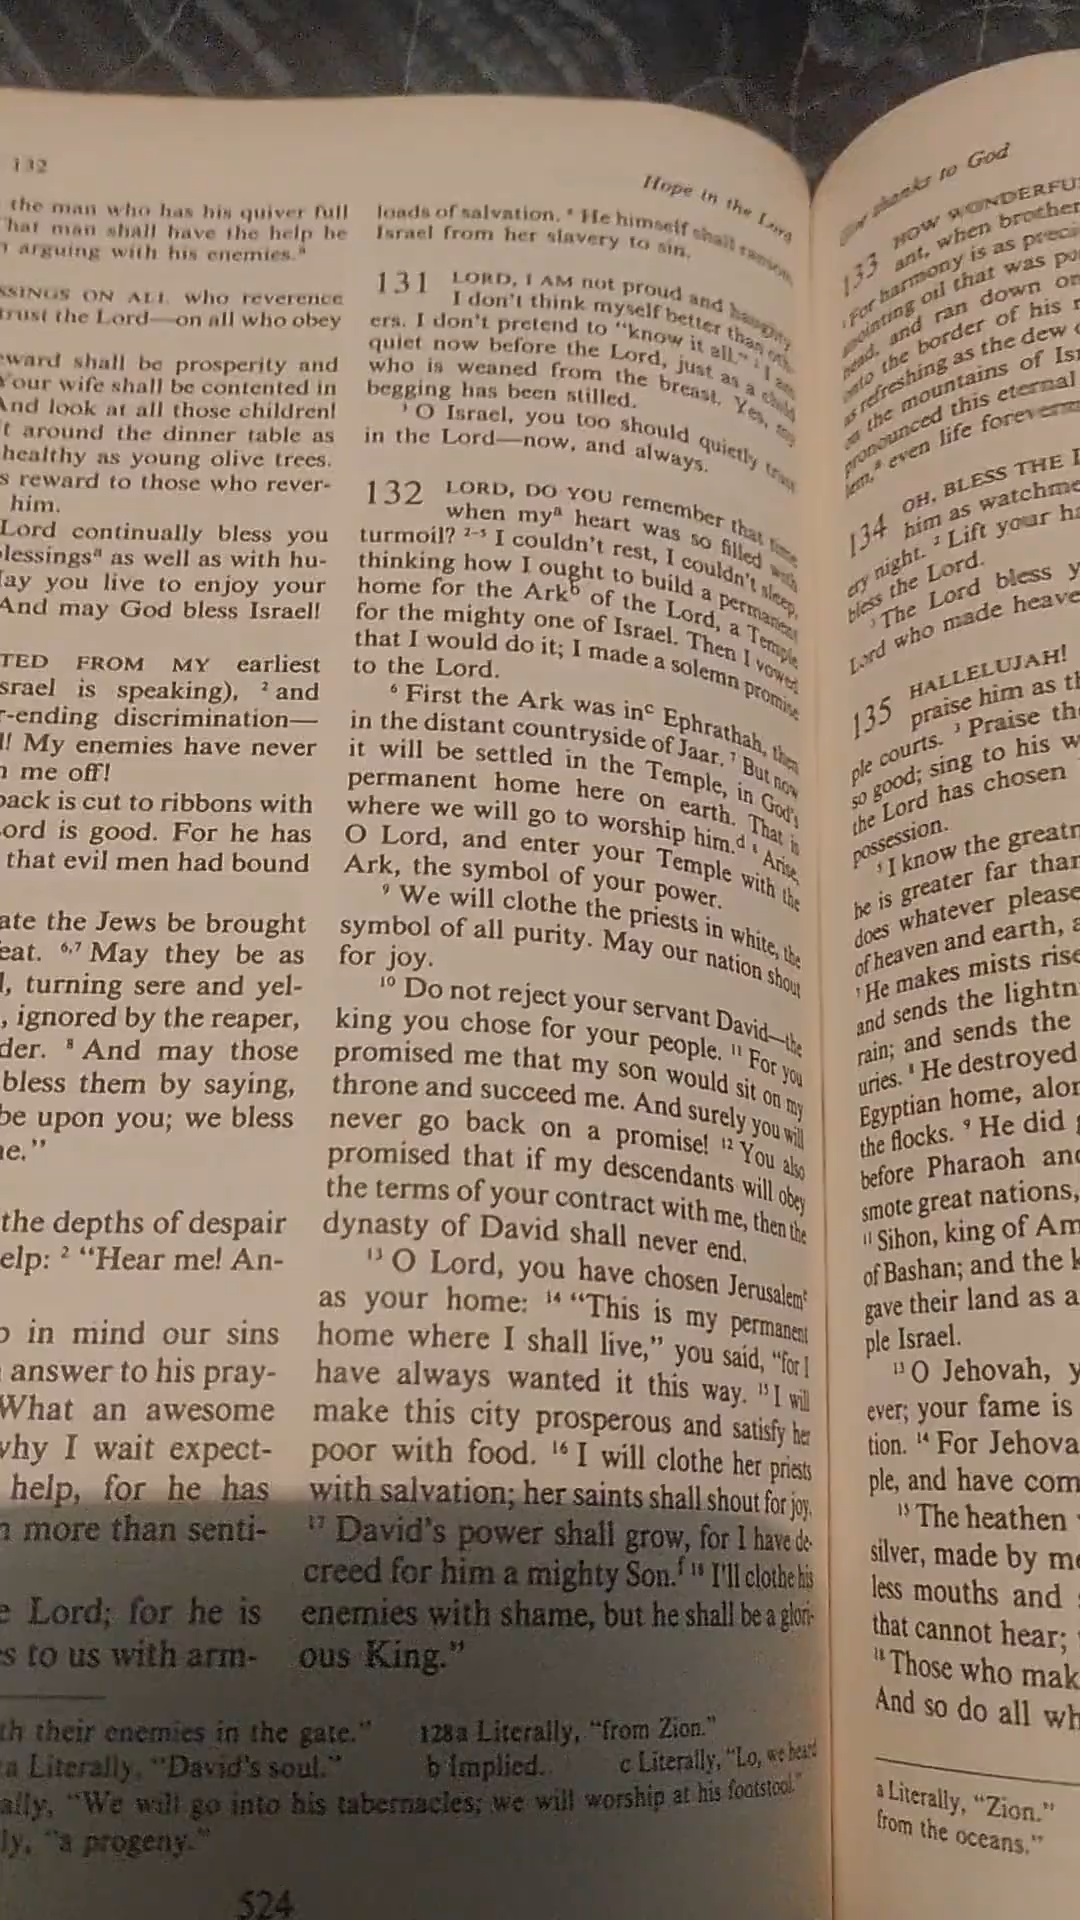 132
the man who has his quiver full
That man shall have the help he
arguing with his enemies.a
SSINGS ON ALL who reverence
trust the Lord—on all who obey
eward shall be prosperity and
Your wife shall be contented in
And look at all those children!
t around the dinner table as
healthy as young olive trees.
s reward to those who rever-
him.
Lord continually bless you
blessingsa as well as with hu-
May you live to enjoy your
And may God bless Israel!
TED FROM MY earliest
srael is speaking), 2 and
r-ending discrimination—
l! My enemies have never
me off!
back is cut to ribbons with
Lord is good. For he has
that evil men had bound
ate the Jews be brought
eat. 6,7 May they be as
l, turning sere and yel-
, ignored by the reaper,
der. 8 And may those
bless them by saying,
be upon you; we bless
ne."
the depths of despair
elp: 2 "Hear me! An-
p in mind our sins
answer to his pray-
What an awesome
why I wait expect-
help, for he has
more than senti-
e Lord; for he is
es to us with arm-
Hope in the Lord
loads of salvation. 8 He himself shall ransom
Israel from her slavery to sin.
131 LORD, I AM not proud and haughty
I don't think myself better than oth-
ers. I don't pretend to "know it all." 2 I am
quiet now before the Lord, just as a child
who is weaned from the breast. Yes, my
begging has been stilled.
3 O Israel, you too should quietly trust
in the Lord—now, and always.
132 LORD, DO YOU remember that time
when mya heart was so filled with
turmoil? 2-5 I couldn't rest, I couldn't sleep,
thinking how I ought to build a permanent
home for the Arkb of the Lord, a Temple
for the mighty one of Israel. Then I vowed
that I would do it; I made a solemn promise
to the Lord.
6 First the Ark was inc Ephrathah, then
in the distant countryside of Jaar. 7 But now
it will be settled in the Temple, in God's
permanent home here on earth. That is
where we will go to worship him.d 8 Arise,
O Lord, and enter your Temple with the
Ark, the symbol of your power.
9 We will clothe the priests in white, the
symbol of all purity. May our nation shout
for joy.
10 Do not reject your servant David—the
king you chose for your people. 11 For you
promised me that my son would sit on my
throne and succeed me. And surely you will
never go back on a promise! 12 You also
promised that if my descendants will obey
the terms of your contract with me, then the
dynasty of David shall never end.
13 O Lord, you have chosen Jerusaleme
as your home: 14 "This is my permanent
home where I shall live," you said, "for I
have always wanted it this way. 15 I will
make this city prosperous and satisfy her
poor with food. 16 I will clothe her priests
with salvation; her saints shall shout for joy.
17 David's power shall grow, for I have de-
creed for him a mighty Son.f 18 I'll clothe his
enemies with shame, but he shall be a glori-
ous King."
th their enemies in the gate." 128a Literally, "from Zion."
a Literally, "David's soul." b Implied. c Literally, "Lo, we heard
ally, "We will go into his tabernacles; we will worship at his footstool."
ly, "a progeny."
524
thanks to God
133 HOW WONDERFU
ant, when brother
2 For harmony is as preci
anointing oil that was po
head, and ran down on
onto the border of his
as refreshing as the dew
on the mountains of Isr
pronounced this eternal
lem,a even life foreverm
134 OH, BLESS THE
him as watchme
ery night. 2 Lift your ha
bless the Lord.
3 The Lord bless y
Lord who made heave
135 HALLELUJAH!
praise him as th
ple courts. 3 Praise the
so good; sing to his w
the Lord has chosen
possession.
5 I know the greatn
he is greater far than
does whatever please
of heaven and earth, a
7 He makes mists rise
and sends the lightn
rain; and sends the
uries. 8 He destroyed
Egyptian home, alon
the flocks. 9 He did
before Pharaoh and
smote great nations,
11 Sihon, king of Am
of Bashan; and the k
gave their land as a
ple Israel.
13 O Jehovah, y
ever; your fame is
tion. 14 For Jehova
ple, and have com
15 The heathen
silver, made by me
less mouths and
that cannot hear;
18 Those who mak
And so do all wh
a Literally, "Zion."
from the oceans."